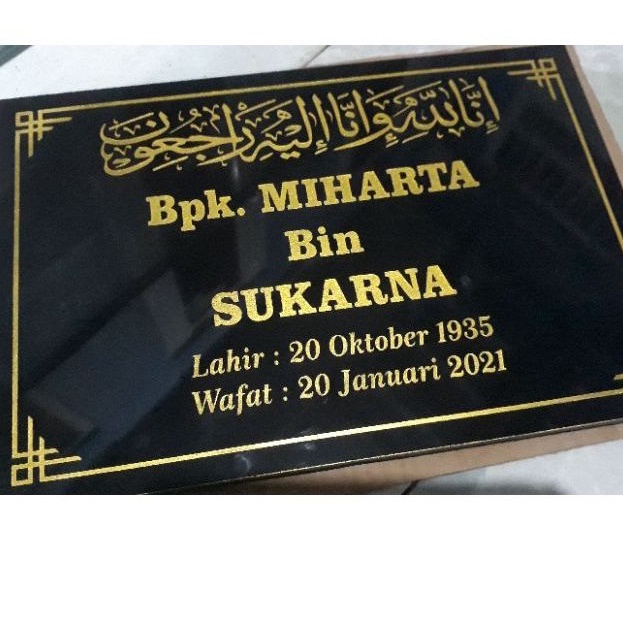 إِنَّا لِلّٰهِ وَإِنَّا إِلَيْهِ رَاجِعُونَ
Bpk. MIHARTA
Bin
SUKARNA
Lahir : 20 Oktober 1935
Wafat : 20 Januari 2021